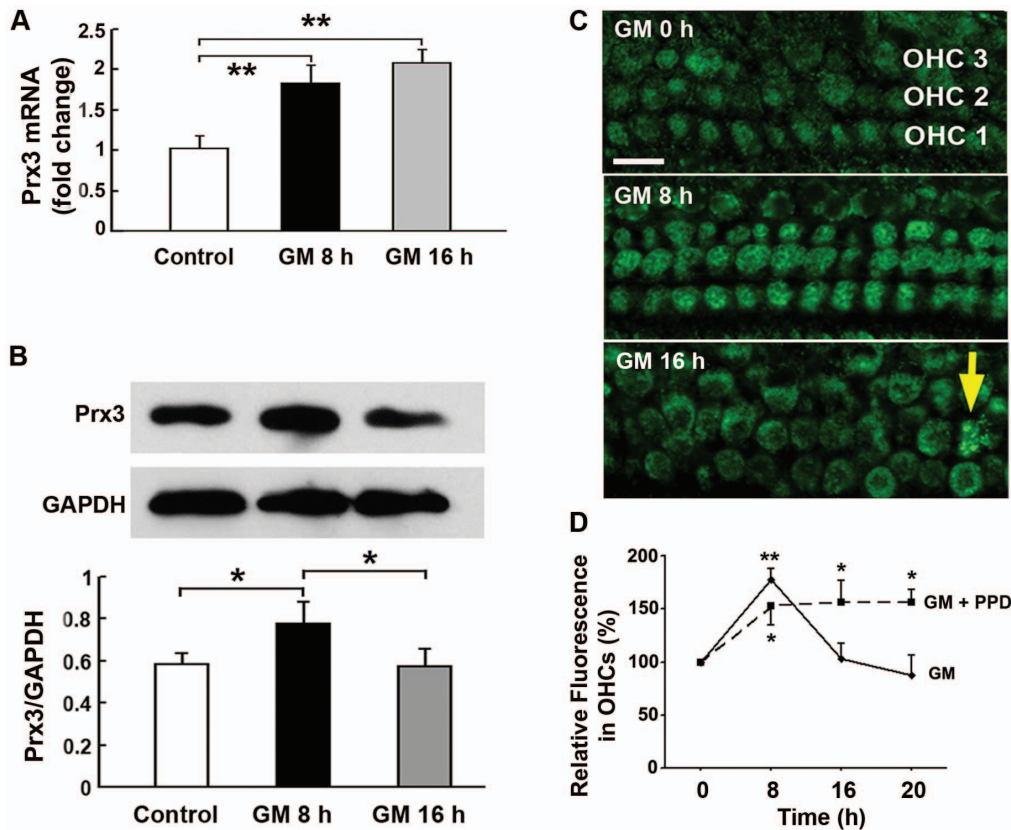 A
Prx3 mRNA
(fold change)
2.5
2
1.5
1
0.5
0
**
**
Control
GM 8 h
GM 16 h
B
Prx3
GAPDH
Prx3/GAPDH
1
0.8
0.6
0.4
0.2
0
*
*
Control
GM 8 h
GM 16 h
C
GM 0 h
OHC 3
OHC 2
OHC 1
GM 8 h
GM 16 h
D
Relative Fluorescence
in OHCs (%)
200
150
100
50
0
**
*
*
*
GM + PPD
GM
0
8
16
20
Time (h)